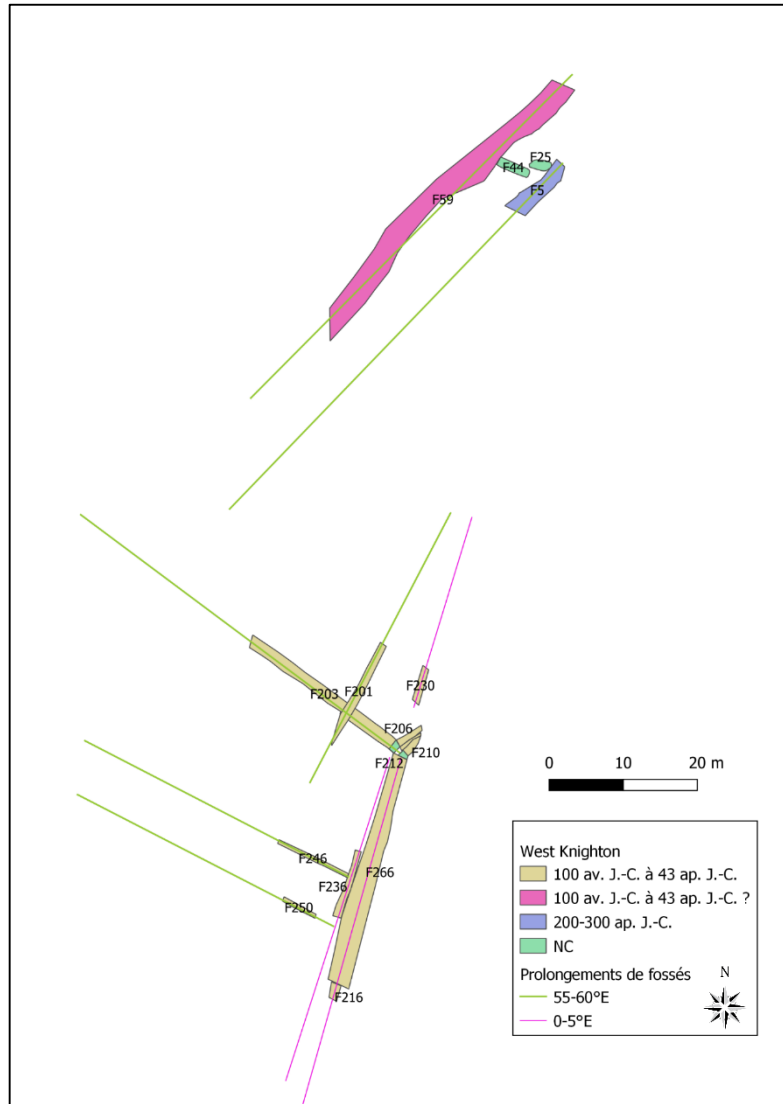 F25
F44
F5
F59
F203
F201
F230
F206
F210
F212
F246
F266
F236
F250
F216
0 10 20 m
West Knighton
100 av. J.-C. à 43 ap. J.-C.
100 av. J.-C. à 43 ap. J.-C. ?
200-300 ap. J.-C.
NC
Prolongements de fossés
55-60°E
0-5°E
N